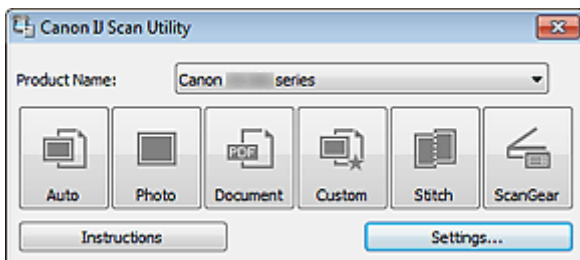 Canon IJ Scan Utility
Product Name: Canon series
PDF
Auto Photo Document Custom Stitch ScanGear
Instructions Settings...